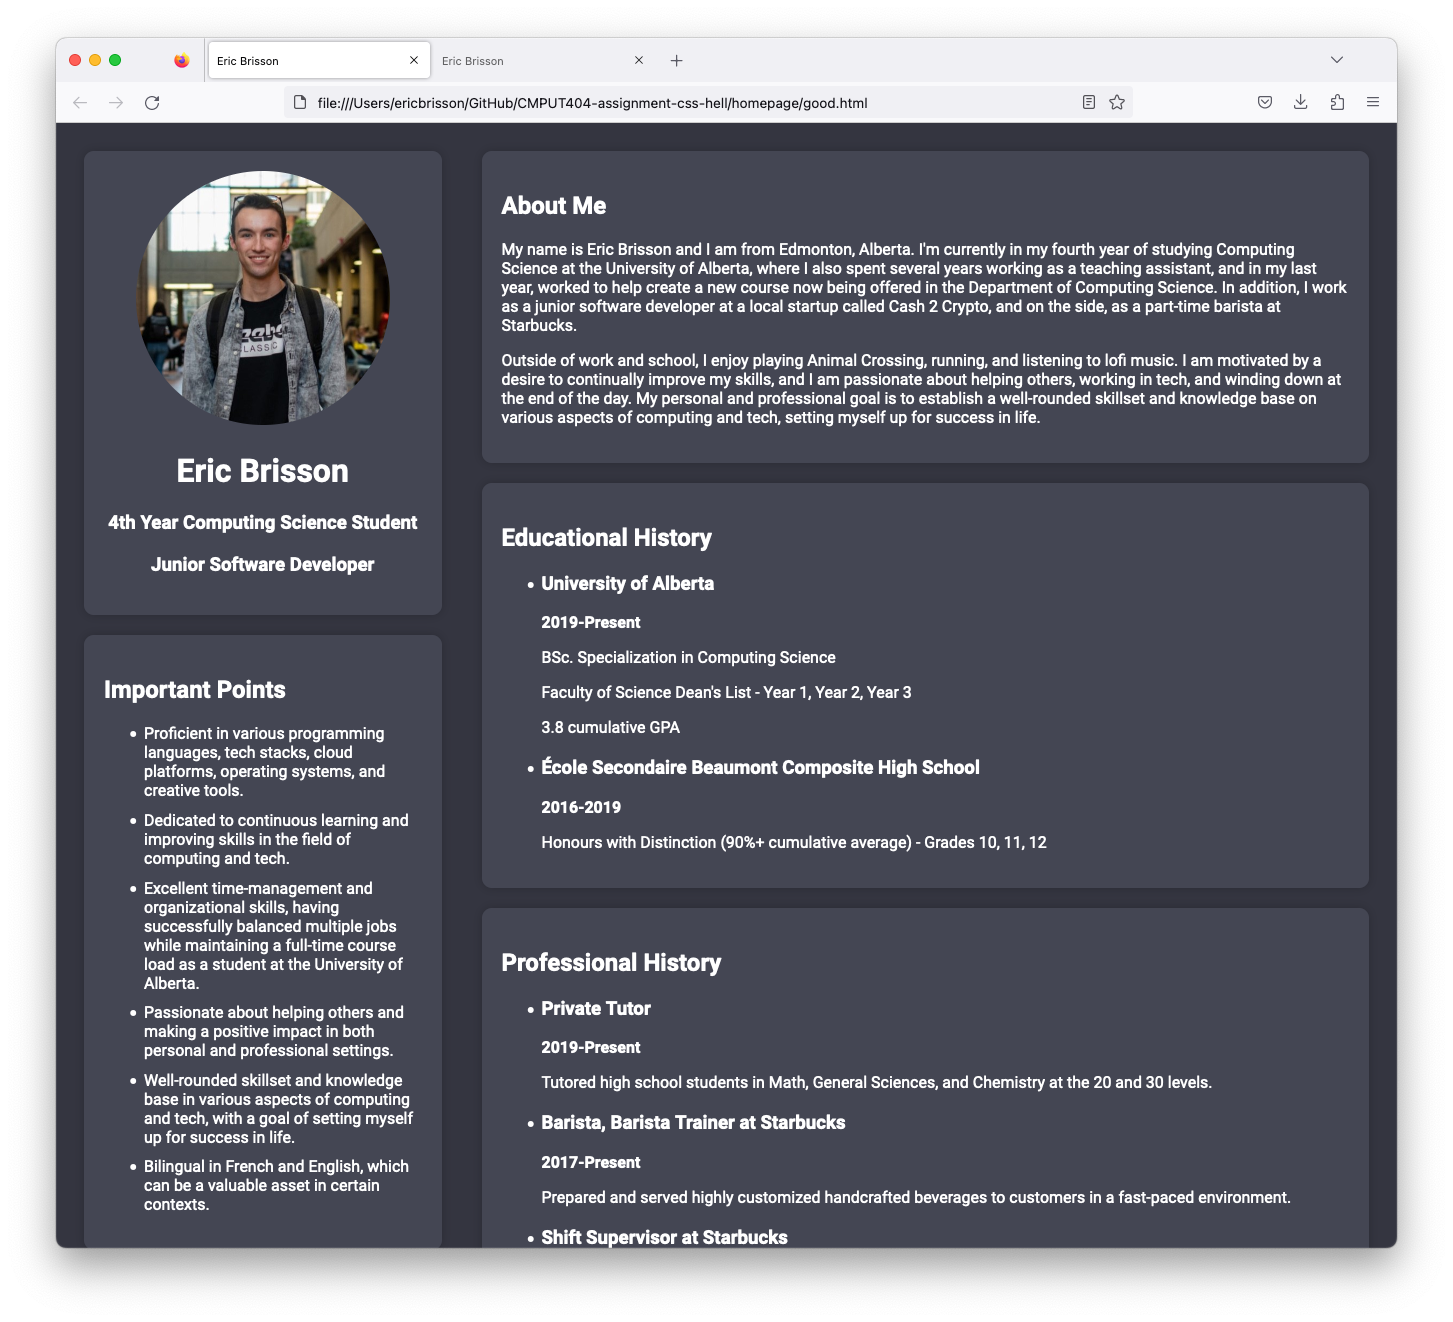 Eric Brisson
Eric Brisson
file:///Users/ericbrisson/GitHub/CMPUT404-assignment-css-hell/homepage/good.html
CLASSIC
Eric Brisson
4th Year Computing Science Student
Junior Software Developer
Important Points
Proficient in various programming
languages, tech stacks, cloud
platforms, operating systems, and
creative tools.
Dedicated to continuous learning and
improving skills in the field of
computing and tech.
Excellent time-management and
organizational skills, having
successfully balanced multiple jobs
while maintaining a full-time course
load as a student at the University of
Alberta.
Passionate about helping others and
making a positive impact in both
personal and professional settings.
Well-rounded skillset and knowledge
base in various aspects of computing
and tech, with a goal of setting myself
up for success in life.
Bilingual in French and English, which
can be a valuable asset in certain
contexts.
About Me
My name is Eric Brisson and I am from Edmonton, Alberta. I'm currently in my fourth year of studying Computing
Science at the University of Alberta, where I also spent several years working as a teaching assistant, and in my last
year, worked to help create a new course now being offered in the Department of Computing Science. In addition, I work
as a junior software developer at a local startup called Cash 2 Crypto, and on the side, as a part-time barista at
Starbucks.
Outside of work and school, I enjoy playing Animal Crossing, running, and listening to lofi music. I am motivated by a
desire to continually improve my skills, and I am passionate about helping others, working in tech, and winding down at
the end of the day. My personal and professional goal is to establish a well-rounded skillset and knowledge base on
various aspects of computing and tech, setting myself up for success in life.
Educational History
University of Alberta
2019-Present
BSc. Specialization in Computing Science
Faculty of Science Dean's List - Year 1, Year 2, Year 3
3.8 cumulative GPA
École Secondaire Beaumont Composite High School
2016-2019
Honours with Distinction (90%+ cumulative average) - Grades 10, 11, 12
Professional History
Private Tutor
2019-Present
Tutored high school students in Math, General Sciences, and Chemistry at the 20 and 30 levels.
Barista, Barista Trainer at Starbucks
2017-Present
Prepared and served highly customized handcrafted beverages to customers in a fast-paced environment.
Shift Supervisor at Starbucks